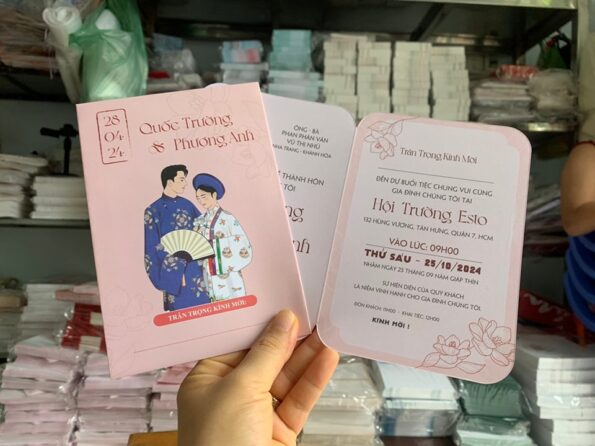 28
04
24
Quốc Trường,
& Phương Anh
TRÂN TRỌNG KÍNH MỜI
ÔNG - BÀ
PHAN PHẦN VĂN
VŨ THỊ NHŨ
NHA TRANG - KHÁNH HÒA
THÀNH HÔN
Trân Trọng Kính Mời
ĐẾN DỰ BUỔI TIỆC CHUNG VUI CÙNG
GIA ĐÌNH CHÚNG TÔI TẠI
Hội Trường Esto
132 HÙNG VƯƠNG, TÂN HƯNG, QUẬN 7, HCM
VÀO LÚC: 09H00
THỨ SÁU - 25/10/2024
NHẰM NGÀY 23 THÁNG 09 NĂM GIÁP THÌN
SỰ HIỆN DIỆN CỦA QUÝ KHÁCH
LÀ NIỀM VINH HẠNH CHO GIA ĐÌNH CHÚNG TÔI.
ĐÓN KHÁCH: 11H00 - KHAI TIỆC: 12H00
KÍNH MỜI !